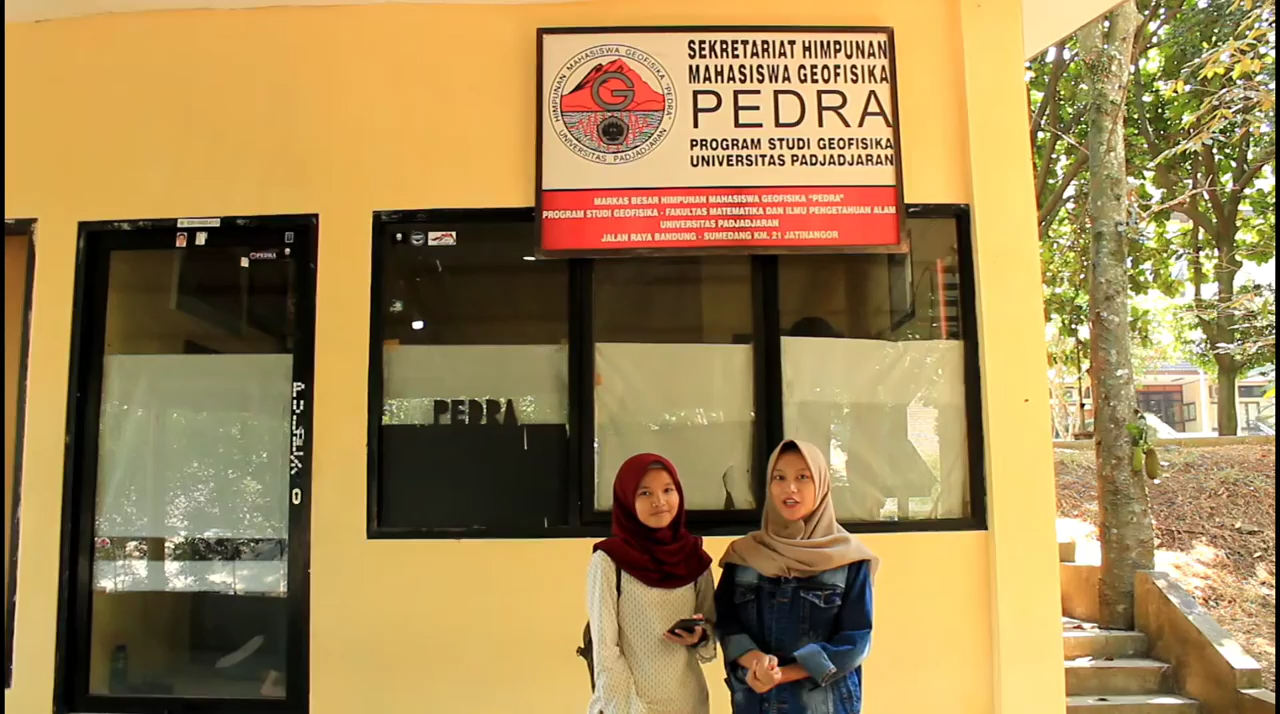 SEKRETARIAT HIMPUNAN
MAHASISWA GEOFISIKA
PEDRA
PROGRAM STUDI GEOFISIKA
UNIVERSITAS PADJADJARAN
HIMPUNAN MAHASISWA GEOFISIKA "PEDRA"
UNIVERSITAS PADJADJARAN
G
MARKAS BESAR HIMPUNAN MAHASISWA GEOFISIKA "PEDRA"
PROGRAM STUDI GEOFISIKA - FAKULTAS MATEMATIKA DAN ILMU PENGETAHUAN ALAM
UNIVERSITAS PADJADJARAN
JALAN RAYA BANDUNG - SUMEDANG KM. 21 JATINANGOR
PEDRA
PEDRA